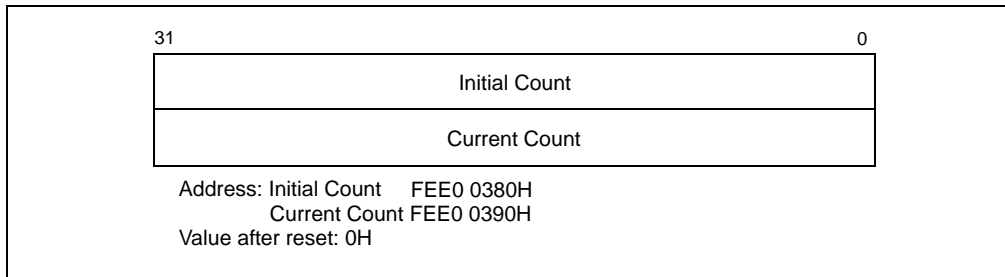 31 0
Initial Count
Current Count
Address: Initial Count FEE0 0380H
Current Count FEE0 0390H
Value after reset: 0H